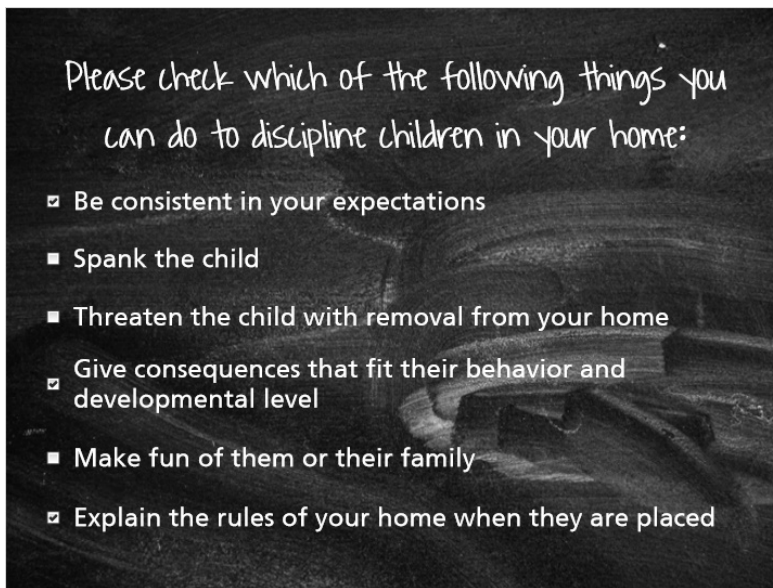 Please check which of the following things you
can do to discipline children in your home:
Be consistent in your expectations
Spank the child
Threaten the child with removal from your home
Give consequences that fit their behavior and
developmental level
Make fun of them or their family
Explain the rules of your home when they are placed